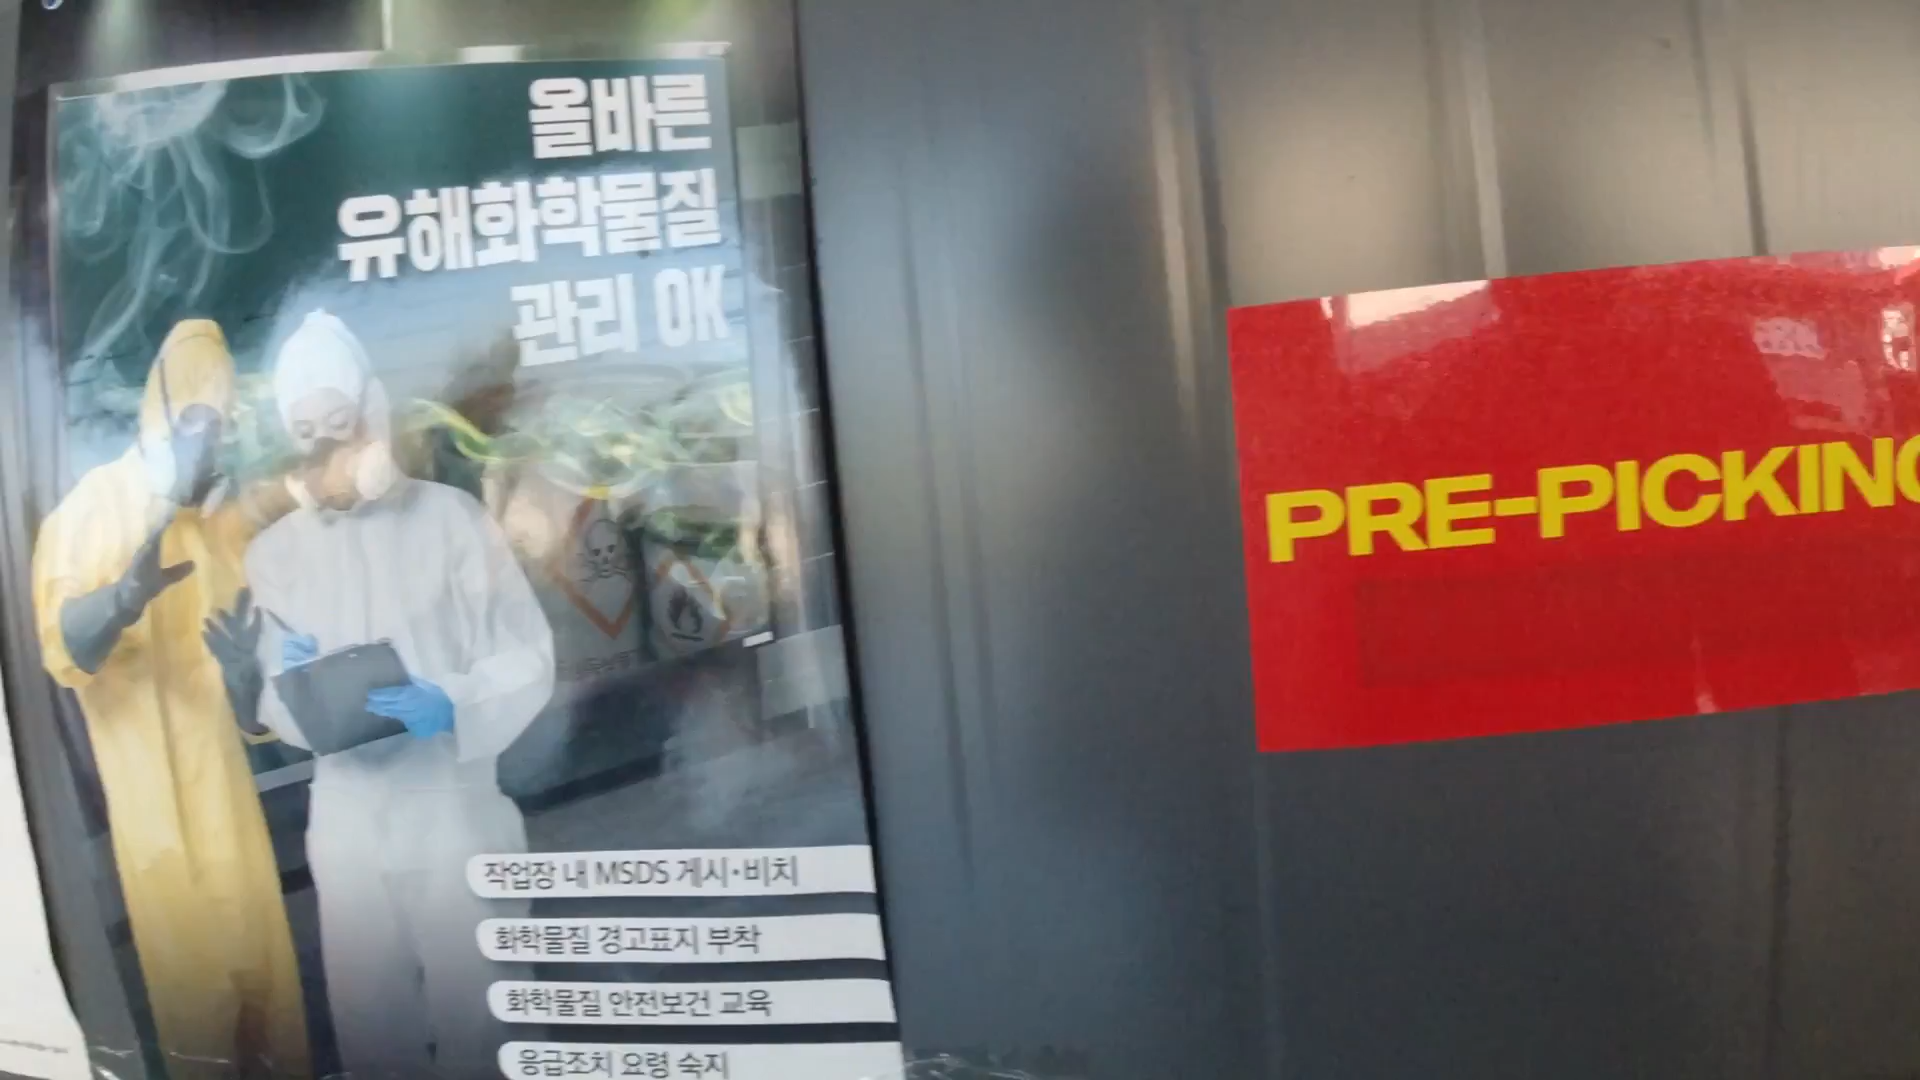 올바른
유해화학물질
관리 OK
작업장 내 MSDS 게시·비치
화학물질 경고표지 부착
화학물질 안전보건 교육
응급조치 요령 숙지
PRE-PICKING